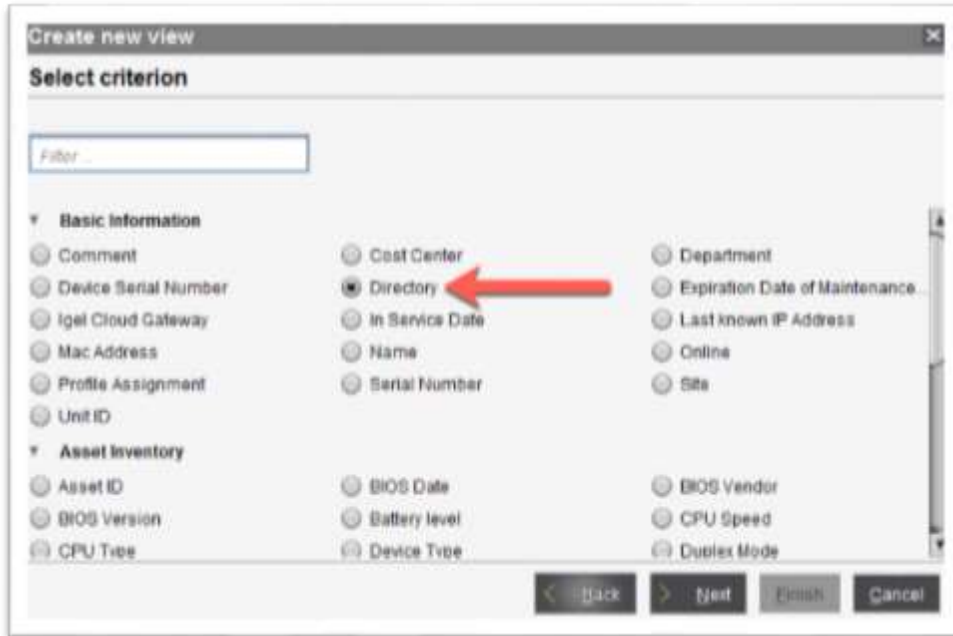 Create new view
Select criterion
Filter ...
Basic Information
Comment Cost Center Department
Device Serial Number Directory Expiration Date of Maintenance...
Igel Cloud Gateway In Service Date Last known IP Address
Mac Address Name Online
Profile Assignment Serial Number Site
Unit ID
Asset Inventory
Asset ID BIOS Date BIOS Vendor
BIOS Version Battery level CPU Speed
CPU Type Device Type Duplex Mode
Back Next Finish Cancel